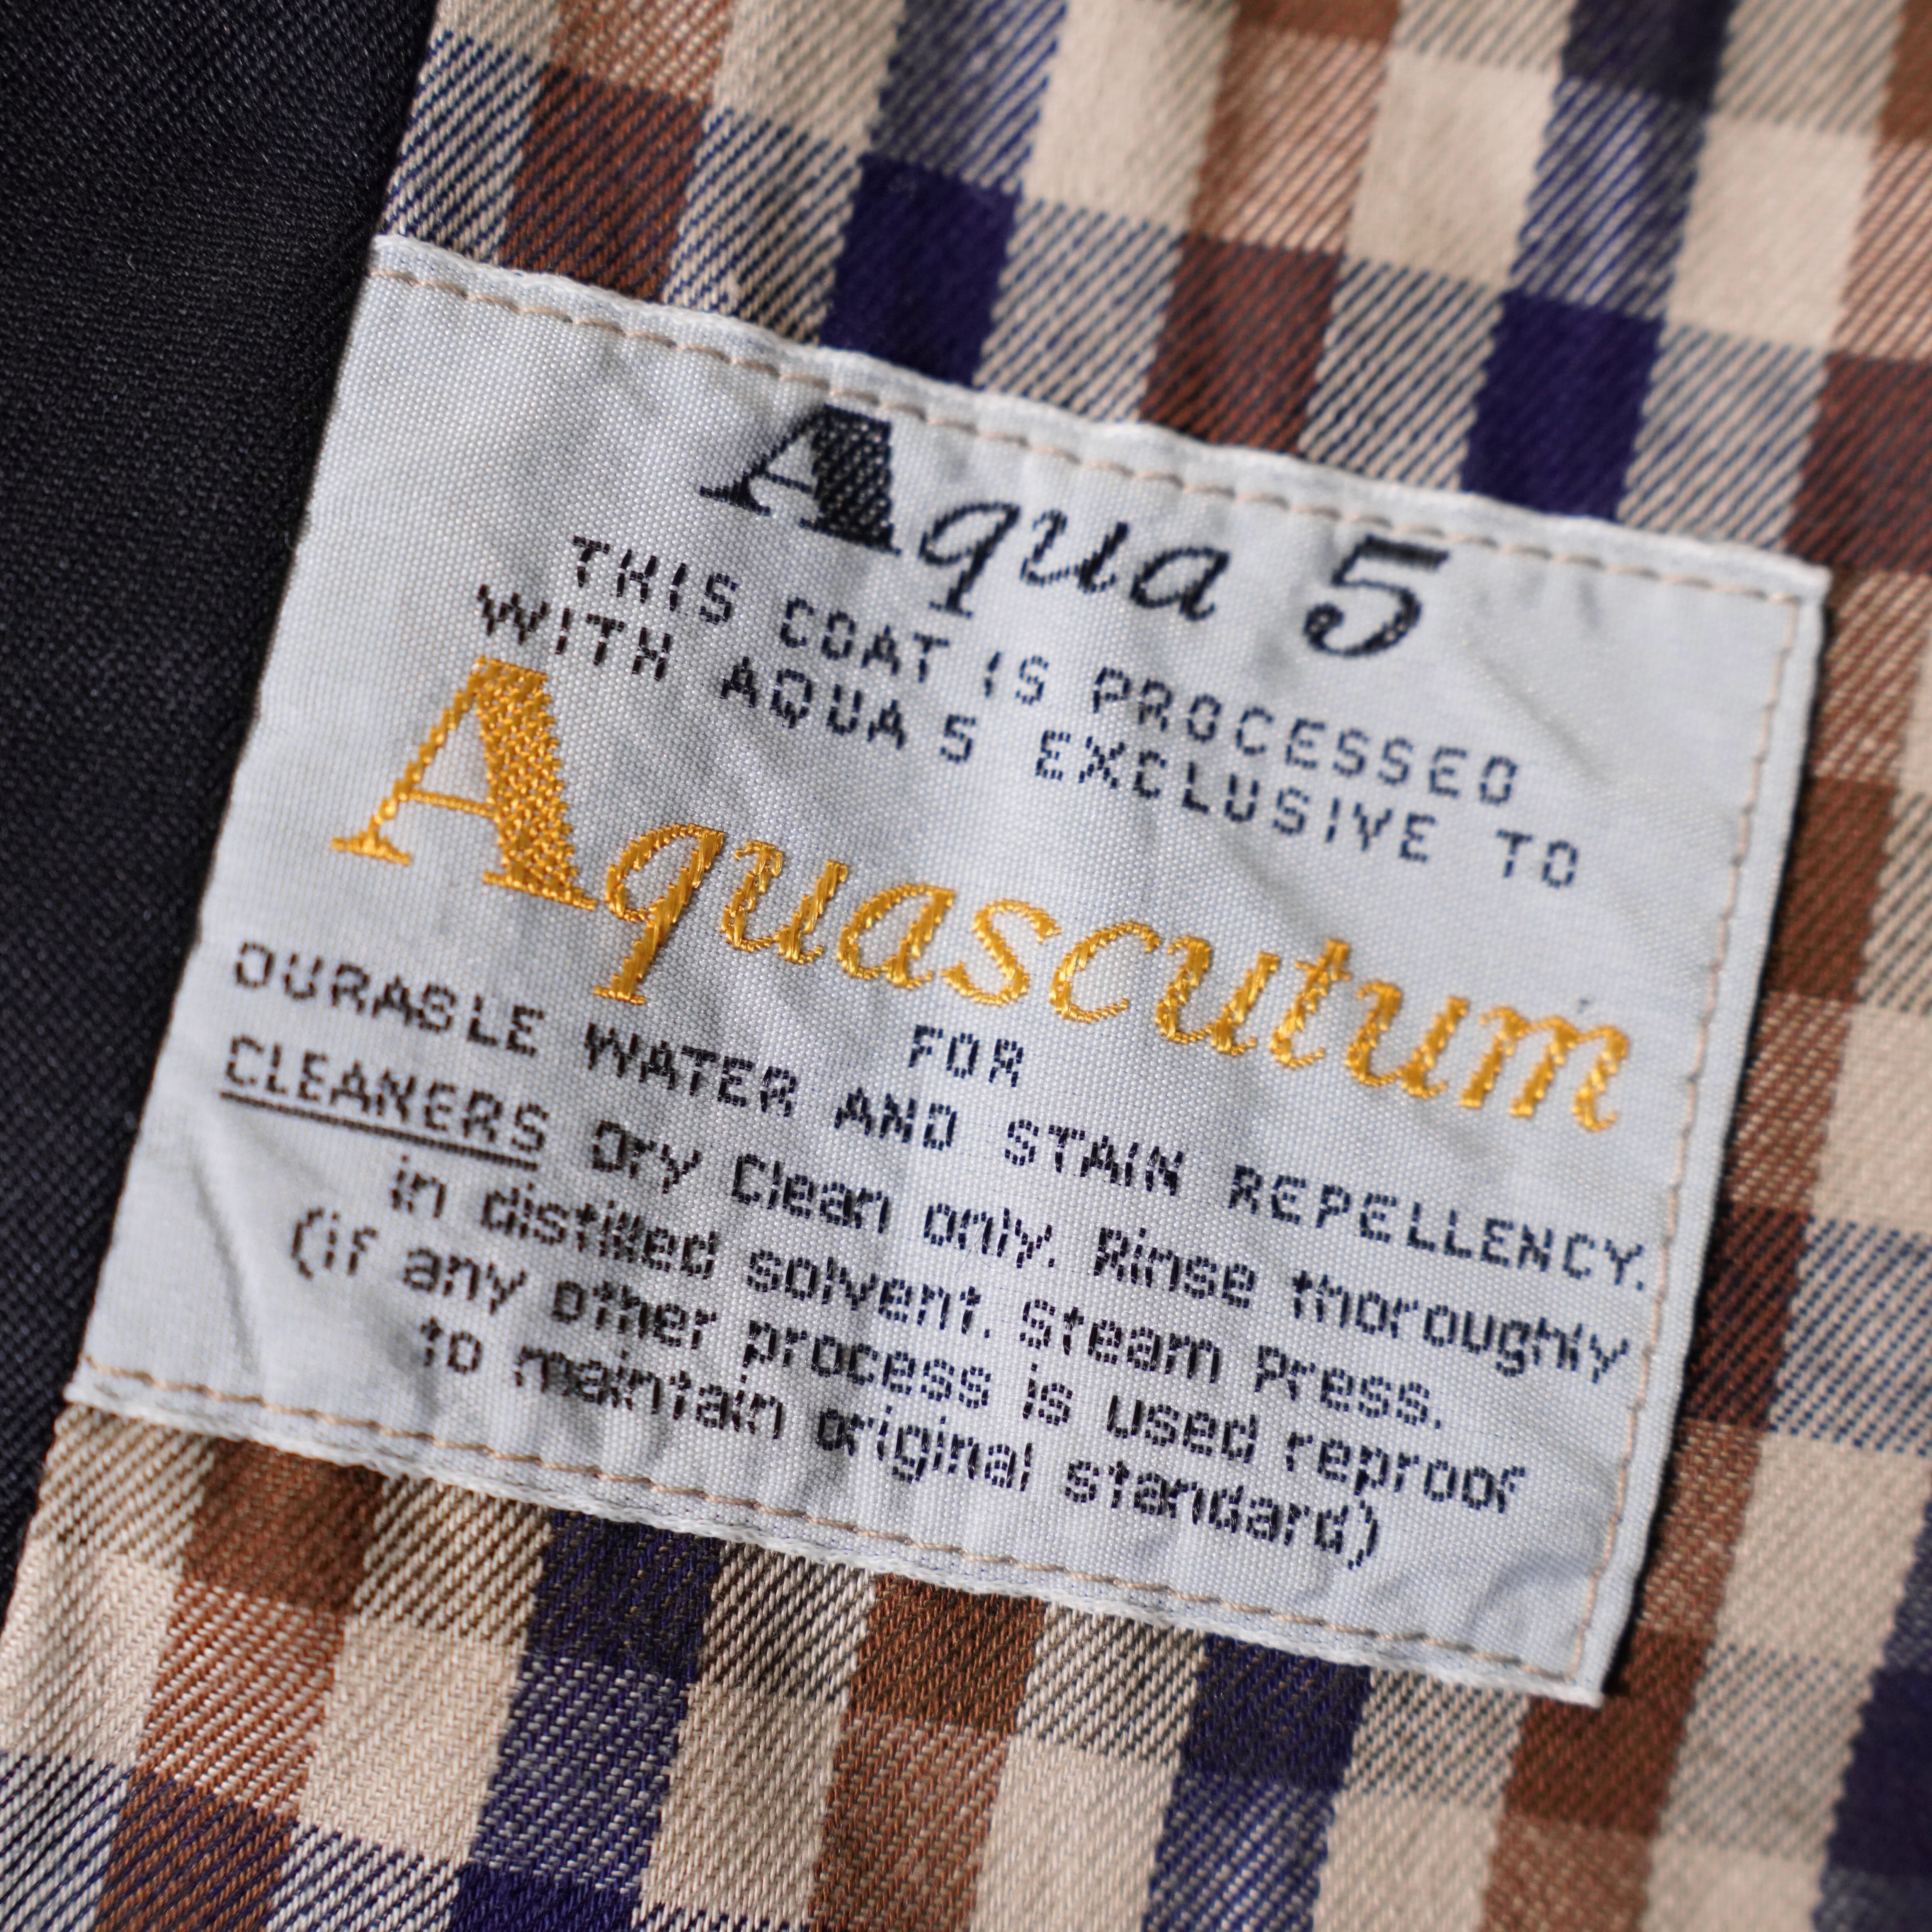 Aqua 5
THIS COAT IS PROCESSED
WITH AQUA 5 EXCLUSIVE TO
Aquascutum
FOR
DURABLE WATER AND STAIN REPELLENCY.
CLEANERS Dry Clean only. Rinse thoroughly
in distilled solvent. Steam press.
(if any other process is used reproof
to maintain original standard)